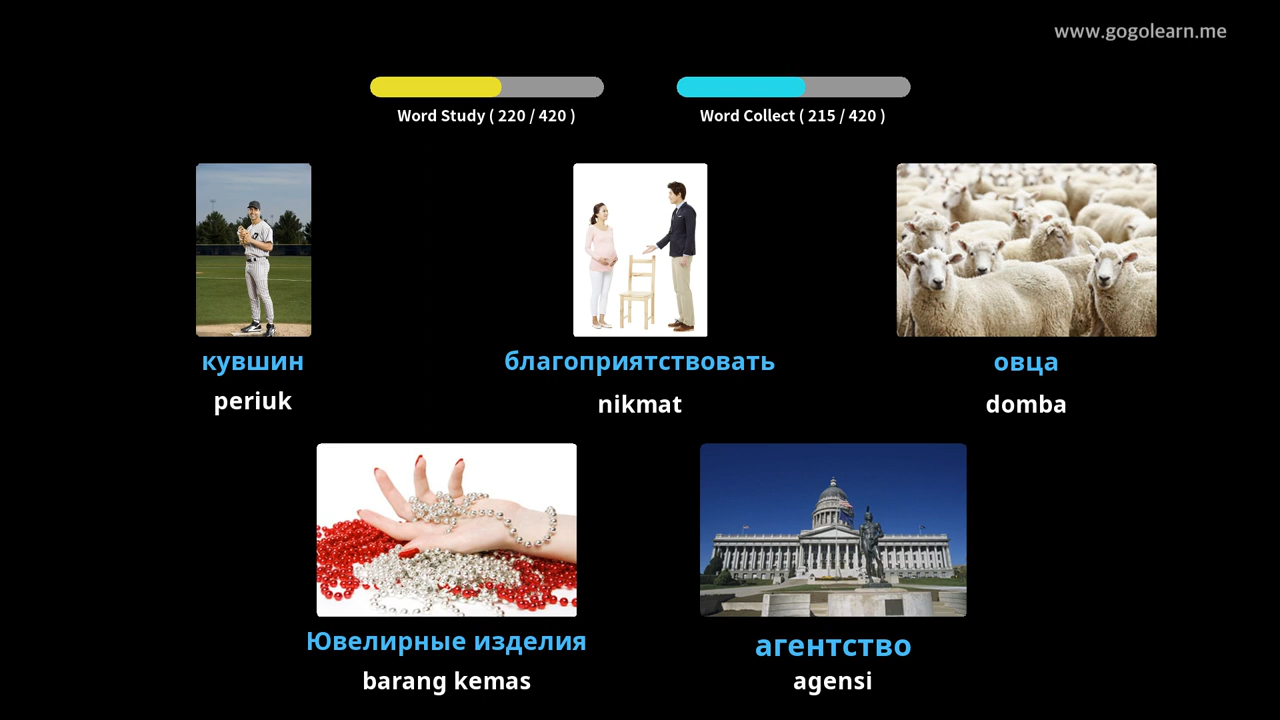 www.gogolearn.me
Word Study ( 220 / 420 )
Word Collect ( 215 / 420 )
кувшин
благоприятствовать
овца
periuk
nikmat
domba
Ювелирные изделия
агентство
barang kemas
agensi